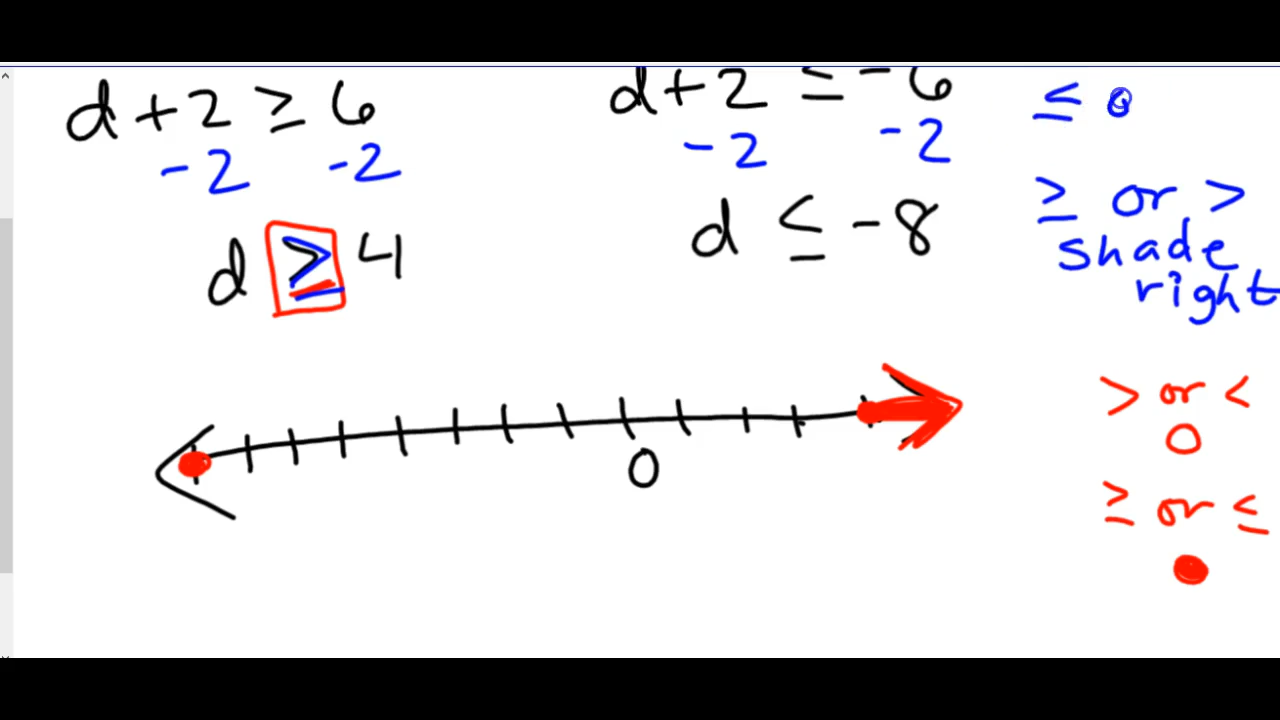 d+2 ≥ 6
-2 -2
d ≥ 4
d+2 ≤ -6
-2 -2
d ≤ -8
≤ o
≥ or >
shade
right
> or <
≥ or ≤
0